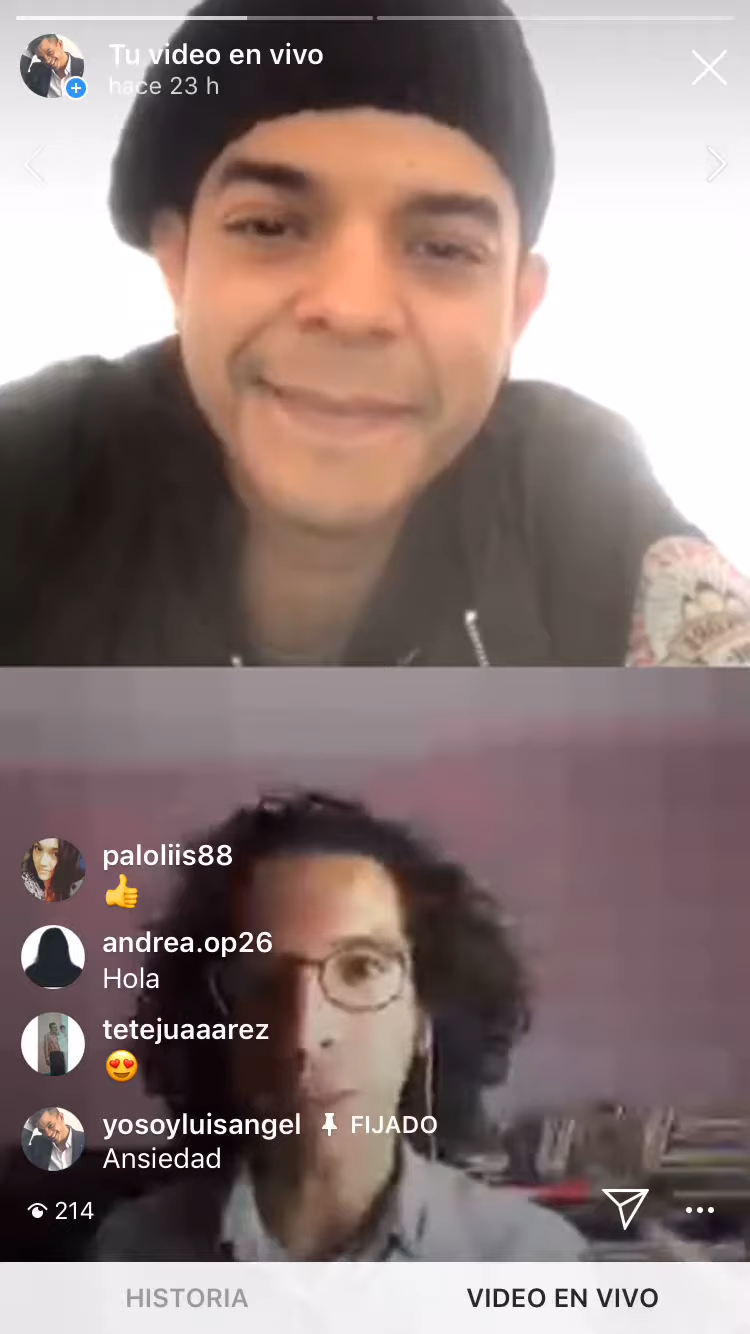 Tu video en vivo
hace 23 h
paloliis88
👍
andrea.op26
Hola
tetejuaaarez
😍
yosoyluisangel FIJADO
Ansiedad
214
HISTORIA
VIDEO EN VIVO